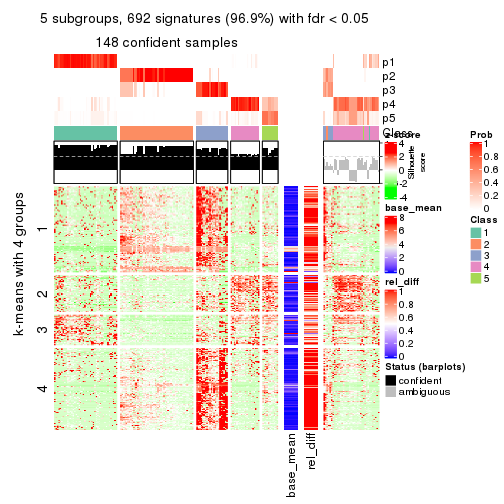 5 subgroups, 692 signatures (96.9%) with fdr < 0.05
148 confident samples
p1
p2
p3
p4
p5
Class
z-score
4
2
0
-2
-4
Silhouette
score
base_mean
8
6
4
2
0
rel_diff
1
0.8
0.6
0.4
0.2
0
Status (barplots)
confident
ambiguous
Prob
1
0.8
0.6
0.4
0.2
0
Class
1
2
3
4
5
k-means with 4 groups
1
2
3
4
base_mean
rel_diff